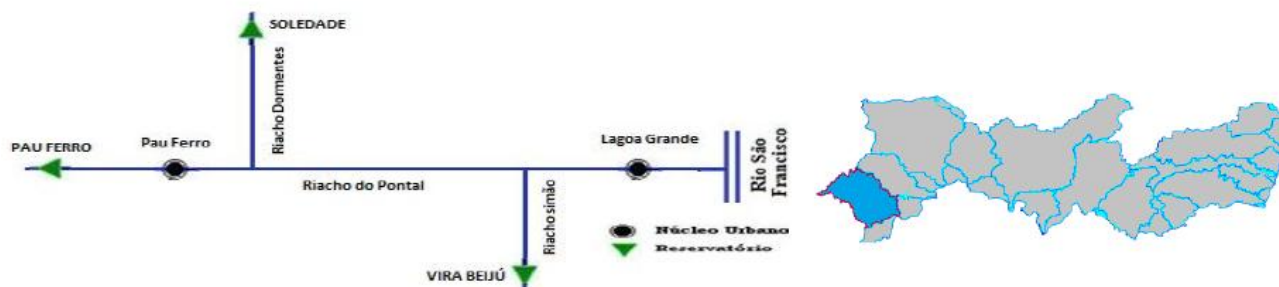 SOLEDADE
Riacho Dormentes
PAU FERRO
Pau Ferro
Lagoa Grande
Riacho do Pontal
Rio São
Francisco
Riacho simão
Núcleo Urbano
Reservatório
VIRA BEIJÚ